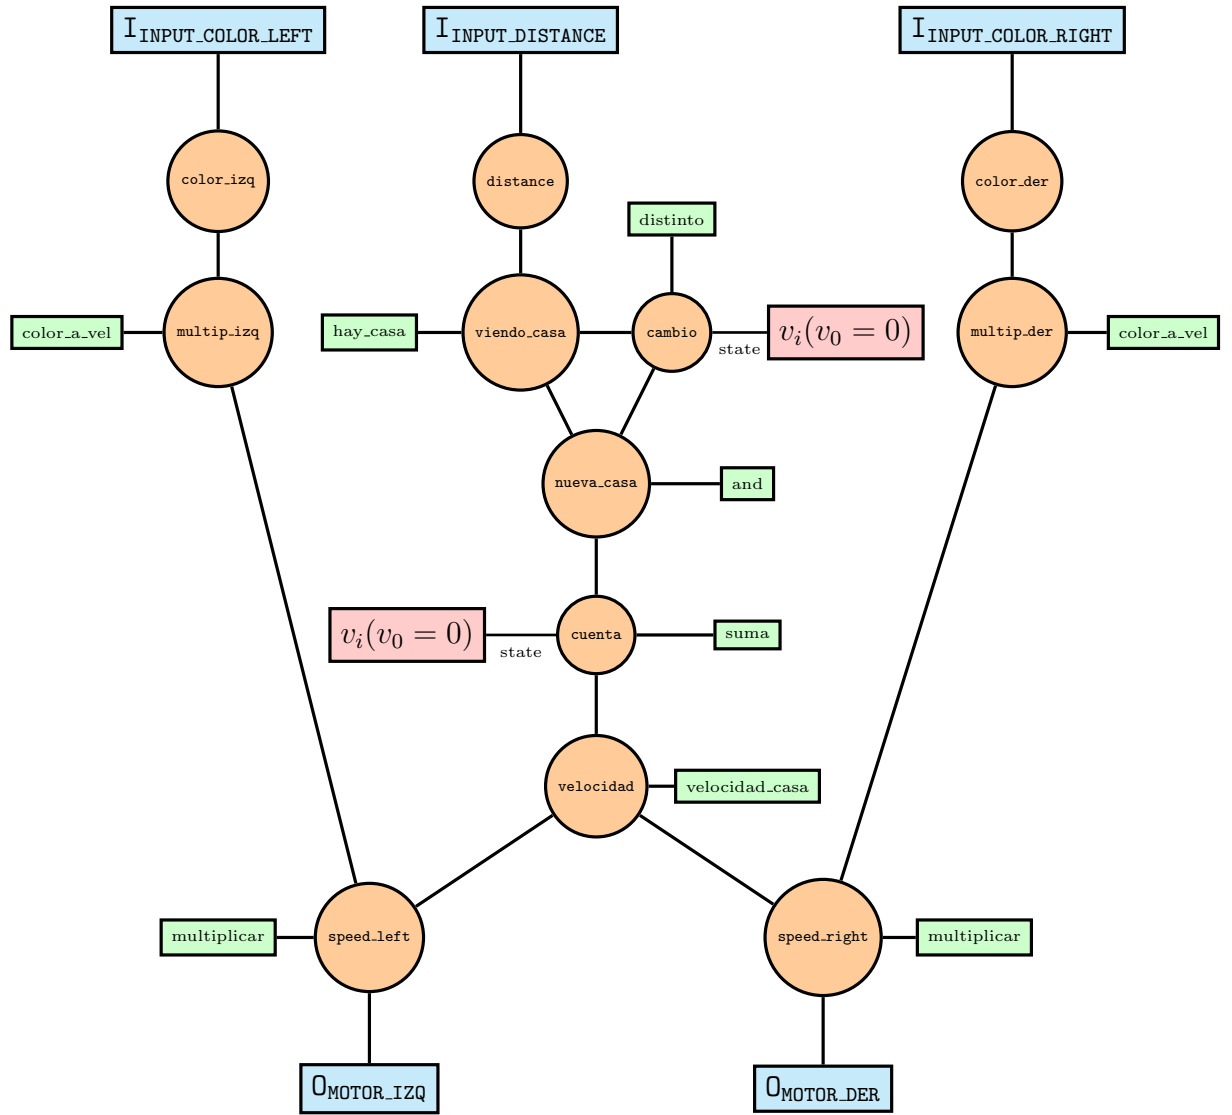 I_INPUT_COLOR_LEFT
I_INPUT_DISTANCE
I_INPUT_COLOR_RIGHT
color_izq
distance
color_der
distinto
color_a_vel
multip_izq
hay_casa
viendo_casa
cambio
state
v_i(v_0 = 0)
multip_der
color_a_vel
nueva_casa
and
v_i(v_0 = 0)
state
cuenta
suma
velocidad
velocidad_casa
multiplicar
speed_left
speed_right
multiplicar
O_MOTOR_IZQ
O_MOTOR_DER